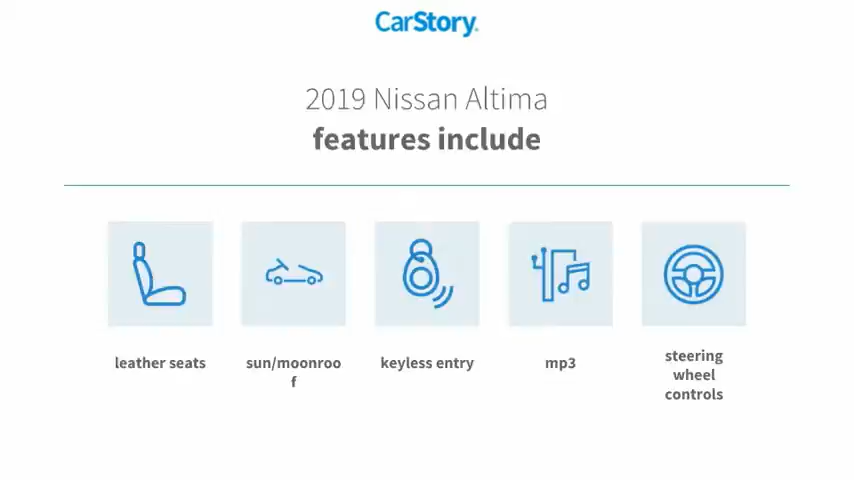 CarStory.
2019 Nissan Altima
features include
leather seats
sun/moonroo
f
keyless entry
mp3
steering
wheel
controls